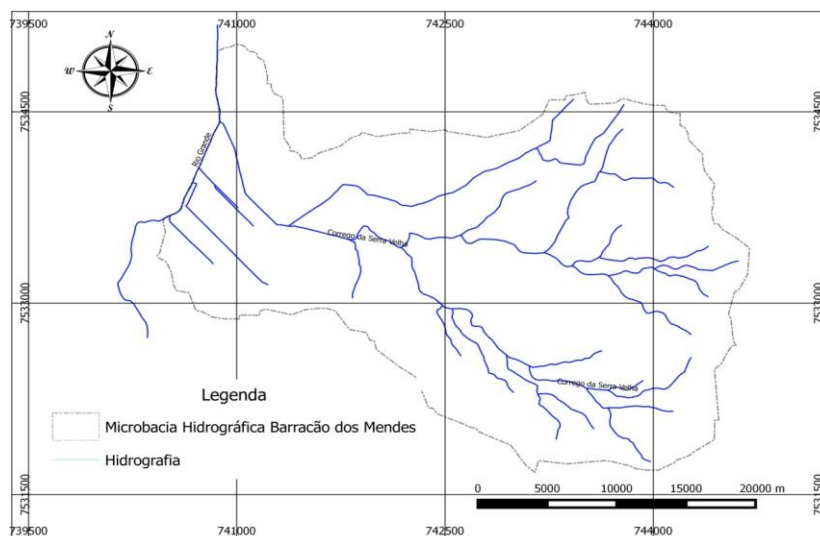 739500 741000 742500 744000
N
W E
S
7534500 7534500
Rio Grande
Corrego da Serra Velha
7533000 7533000
Corrego da Serra Velha
Legenda
Microbacia Hidrográfica Barracão dos Mendes
Hidrografia
0 5000 10000 15000 20000 m
7531500 7531500
739500 741000 742500 744000